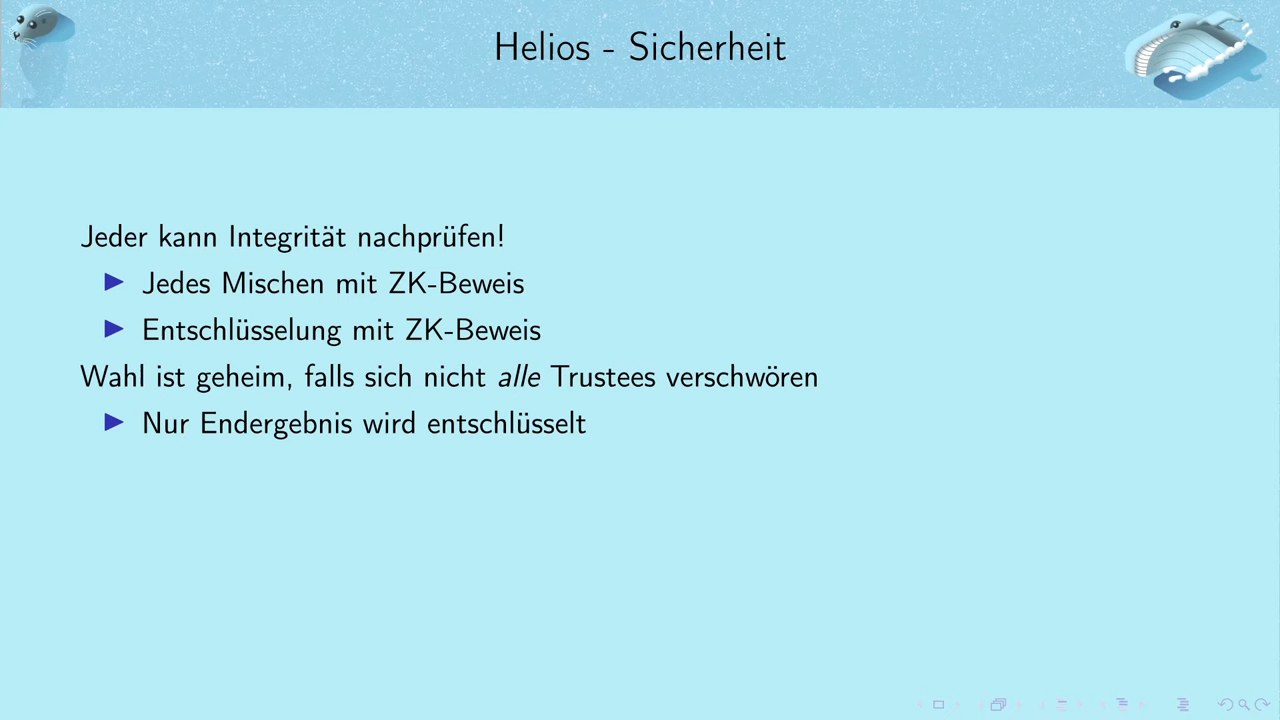 Helios - Sicherheit
Jeder kann Integrität nachprüfen!
Jedes Mischen mit ZK-Beweis
Entschlüsselung mit ZK-Beweis
Wahl ist geheim, falls sich nicht alle Trustees verschwören
Nur Endergebnis wird entschlüsselt